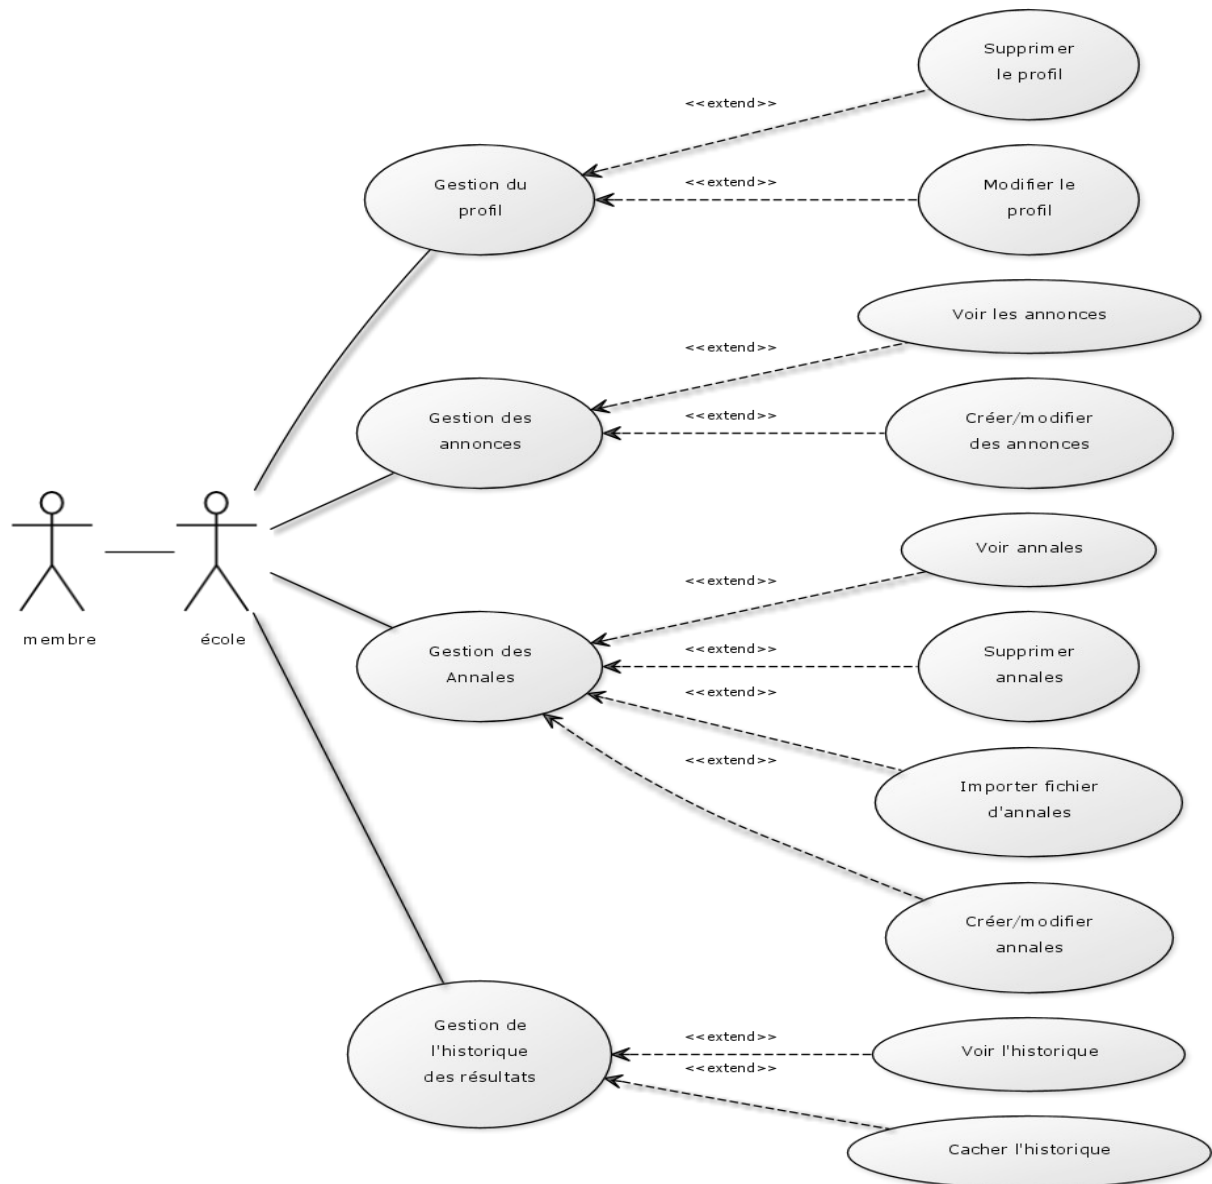 Supprimer
le profil
<<extend>>
Gestion du
profil
<<extend>>
Modifier le
profil
Voir les annonces
<<extend>>
Gestion des
annonces
<<extend>>
Créer/modifier
des annonces
Voir annales
<<extend>>
membre
école
Gestion des
Annales
<<extend>>
Supprimer
annales
<<extend>>
Importer fichier
d'annales
<<extend>>
Créer/modifier
annales
Gestion de
l'historique
des résultats
<<extend>>
Voir l'historique
<<extend>>
Cacher l'historique